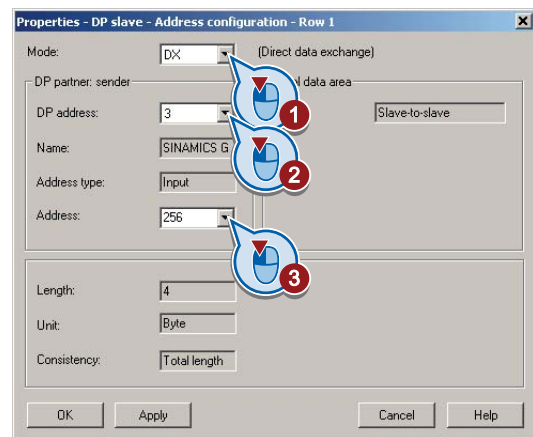 Properties - DP slave - Address configuration - Row 1
Mode: DX (Direct data exchange)
DP partner: sender data area
DP address: 3 Slave-to-slave
1
Name: SINAMICS G
2
Address type: Input
Address: 256
3
Length: 4
Unit: Byte
Consistency: Total length
OK Apply Cancel Help